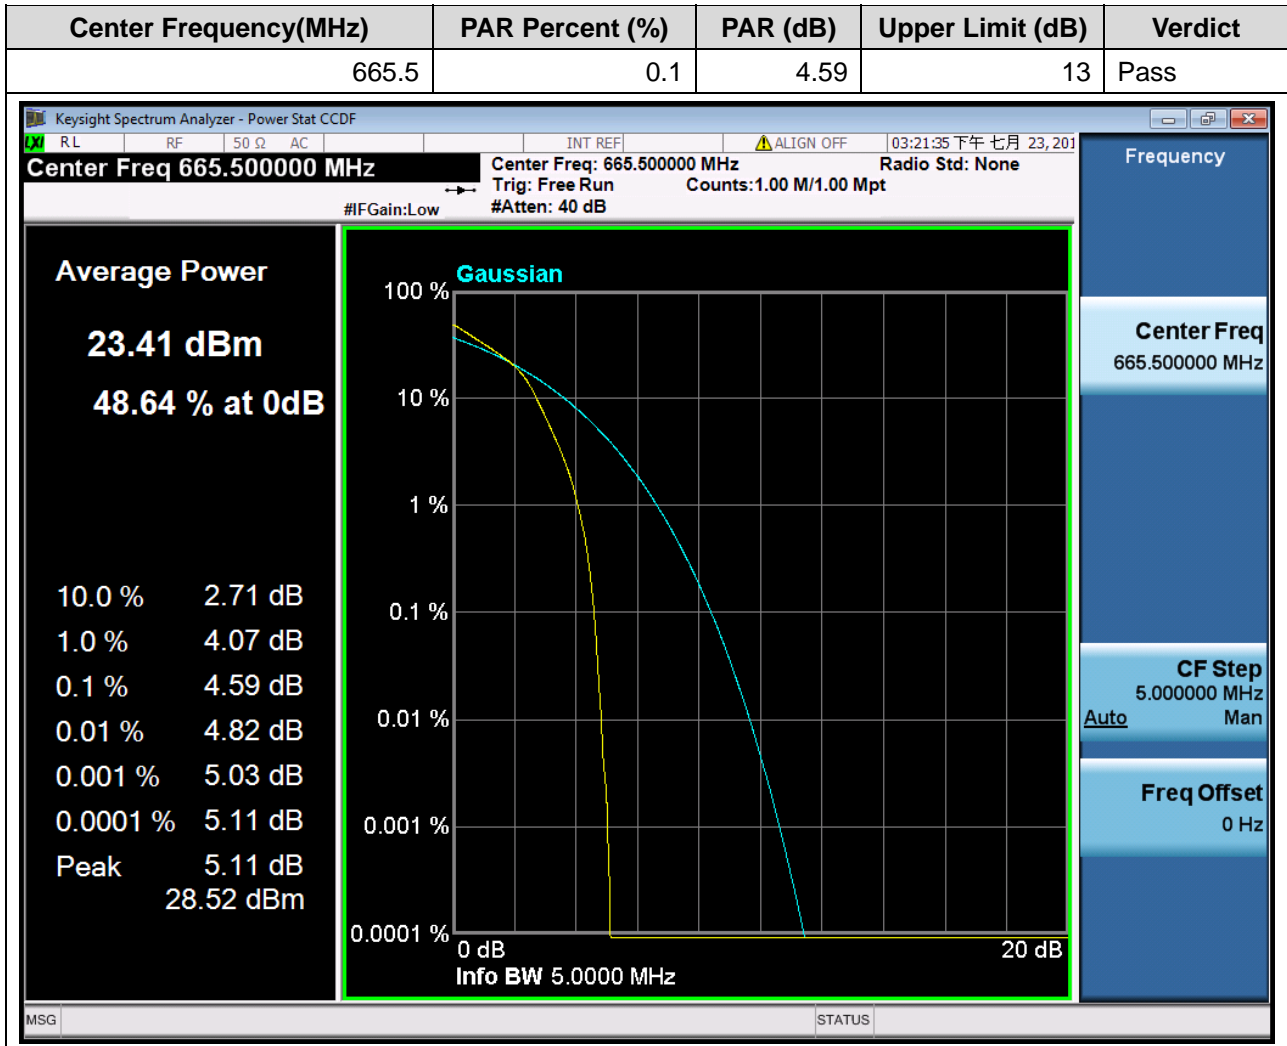 Center Frequency(MHz) PAR Percent (%) PAR (dB) Upper Limit (dB) Verdict
665.5 0.1 4.59 13 Pass
Keysight Spectrum Analyzer - Power Stat CCDF
LXI RL RF 50 Ω AC INT REF ALIGN OFF 03:21:35 下午 七月 23, 201
Center Freq 665.500000 MHz
Center Freq: 665.500000 MHz Radio Std: None
Trig: Free Run Counts:1.00 M/1.00 Mpt
#IFGain:Low #Atten: 40 dB
Frequency
Average Power
23.41 dBm
48.64 % at 0dB
10.0 % 2.71 dB
1.0 % 4.07 dB
0.1 % 4.59 dB
0.01 % 4.82 dB
0.001 % 5.03 dB
0.0001 % 5.11 dB
Peak 5.11 dB
28.52 dBm
Gaussian
100 %
10 %
1 %
0.1 %
0.01 %
0.001 %
0.0001 %
0 dB 20 dB
Info BW 5.0000 MHz
Center Freq
665.500000 MHz
CF Step
5.000000 MHz
Auto Man
Freq Offset
0 Hz
MSG STATUS